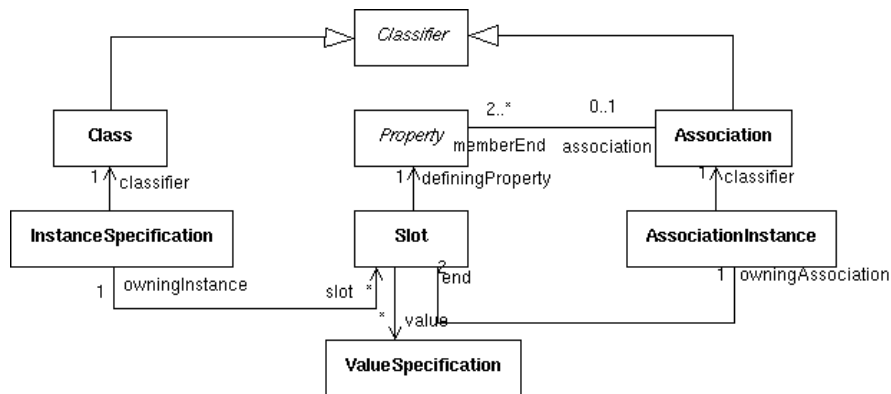 Classifier
Class
Property
Association
2..*
0..1
memberEnd
association
1
classifier
1
definingProperty
1
classifier
InstanceSpecification
Slot
AssociationInstance
1
owningInstance
slot
*
2
end
1
owningAssociation
*
value
ValueSpecification